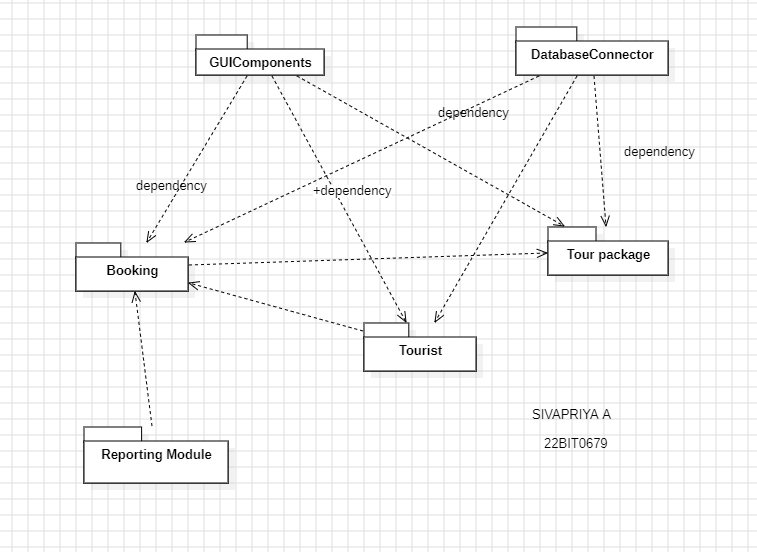 GUIComponents
DatabaseConnector
dependency
dependency
dependency
+dependency
Tour package
Booking
Tourist
SIVAPRIYA A
22BIT0679
Reporting Module